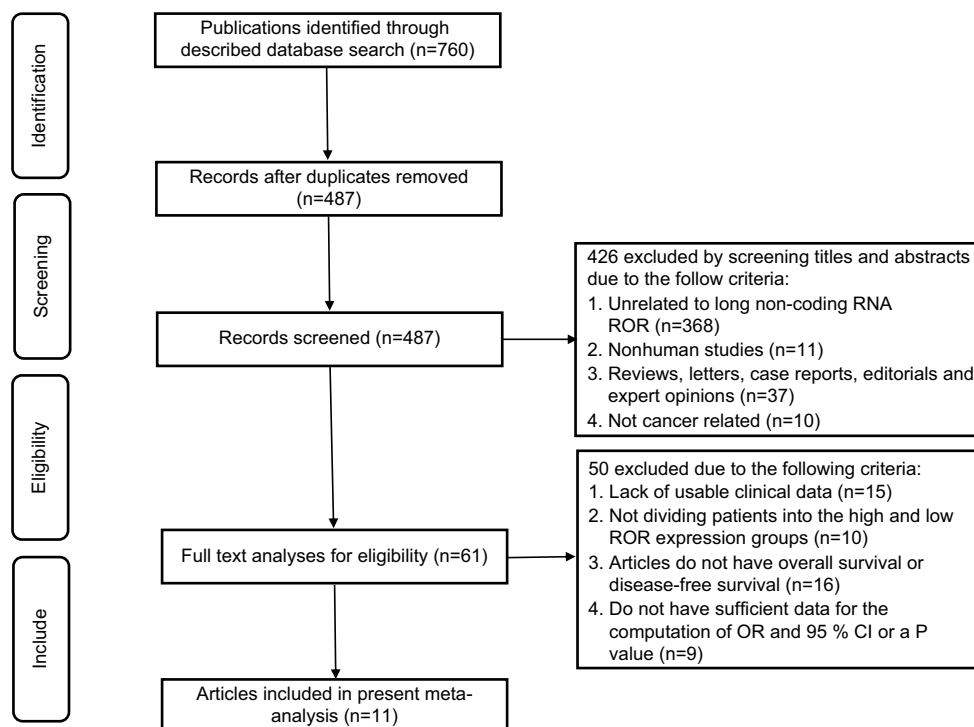 Identification
Screening
Eligibility
Include
Publications identified through
described database search (n=760)
Records after duplicates removed
(n=487)
Records screened (n=487)
426 excluded by screening titles and abstracts
due to the follow criteria:
1. Unrelated to long non-coding RNA
ROR (n=368)
2. Nonhuman studies (n=11)
3. Reviews, letters, case reports, editorials and
expert opinions (n=37)
4. Not cancer related (n=10)
Full text analyses for eligibility (n=61)
50 excluded due to the following criteria:
1. Lack of usable clinical data (n=15)
2. Not dividing patients into the high and low
ROR expression groups (n=10)
3. Articles do not have overall survival or
disease-free survival (n=16)
4. Do not have sufficient data for the
computation of OR and 95 % CI or a P
value (n=9)
Articles included in present meta-
analysis (n=11)